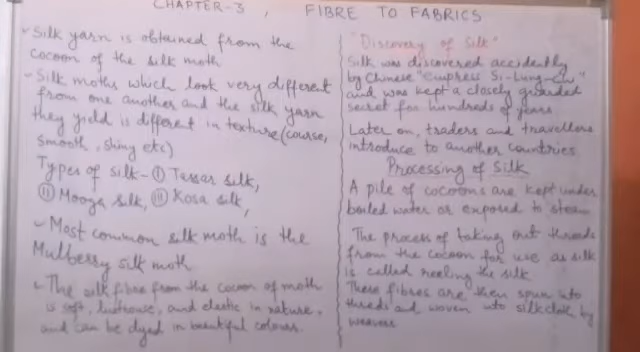 CHAPTER-3, FIBRE TO FABRICS
Silk yarn is obtained from the
cocoon of the silk moth
Silk moths which look very different
from one another and the silk yarn
they yield is different in texture (coarse,
smooth, shiny etc)
Types of silk - (I) Tassar silk,
(II) Mooga silk, (III) Kosa silk,
Most common silk moth is the
Mulberry silk moth
The silk fibre from the cocoon of moth
is soft, lustrous, and elastic in nature,
and can be dyed in beautiful colours.
"Discovery of Silk"
Silk was discovered accidently
by Chinese "empress Si-lung-
and was kept a closely guarded
secret for hundreds of years
Later on, traders and travellers
introduce to another countries.
Processing of Silk
A pile of cocoons are kept under
boiled water or exposed to steam
The process of taking out threads
from the cocoon for use as silk
is called reeling the silk
These fibres are then spun into
threds and woven into silk cloth by
weavers